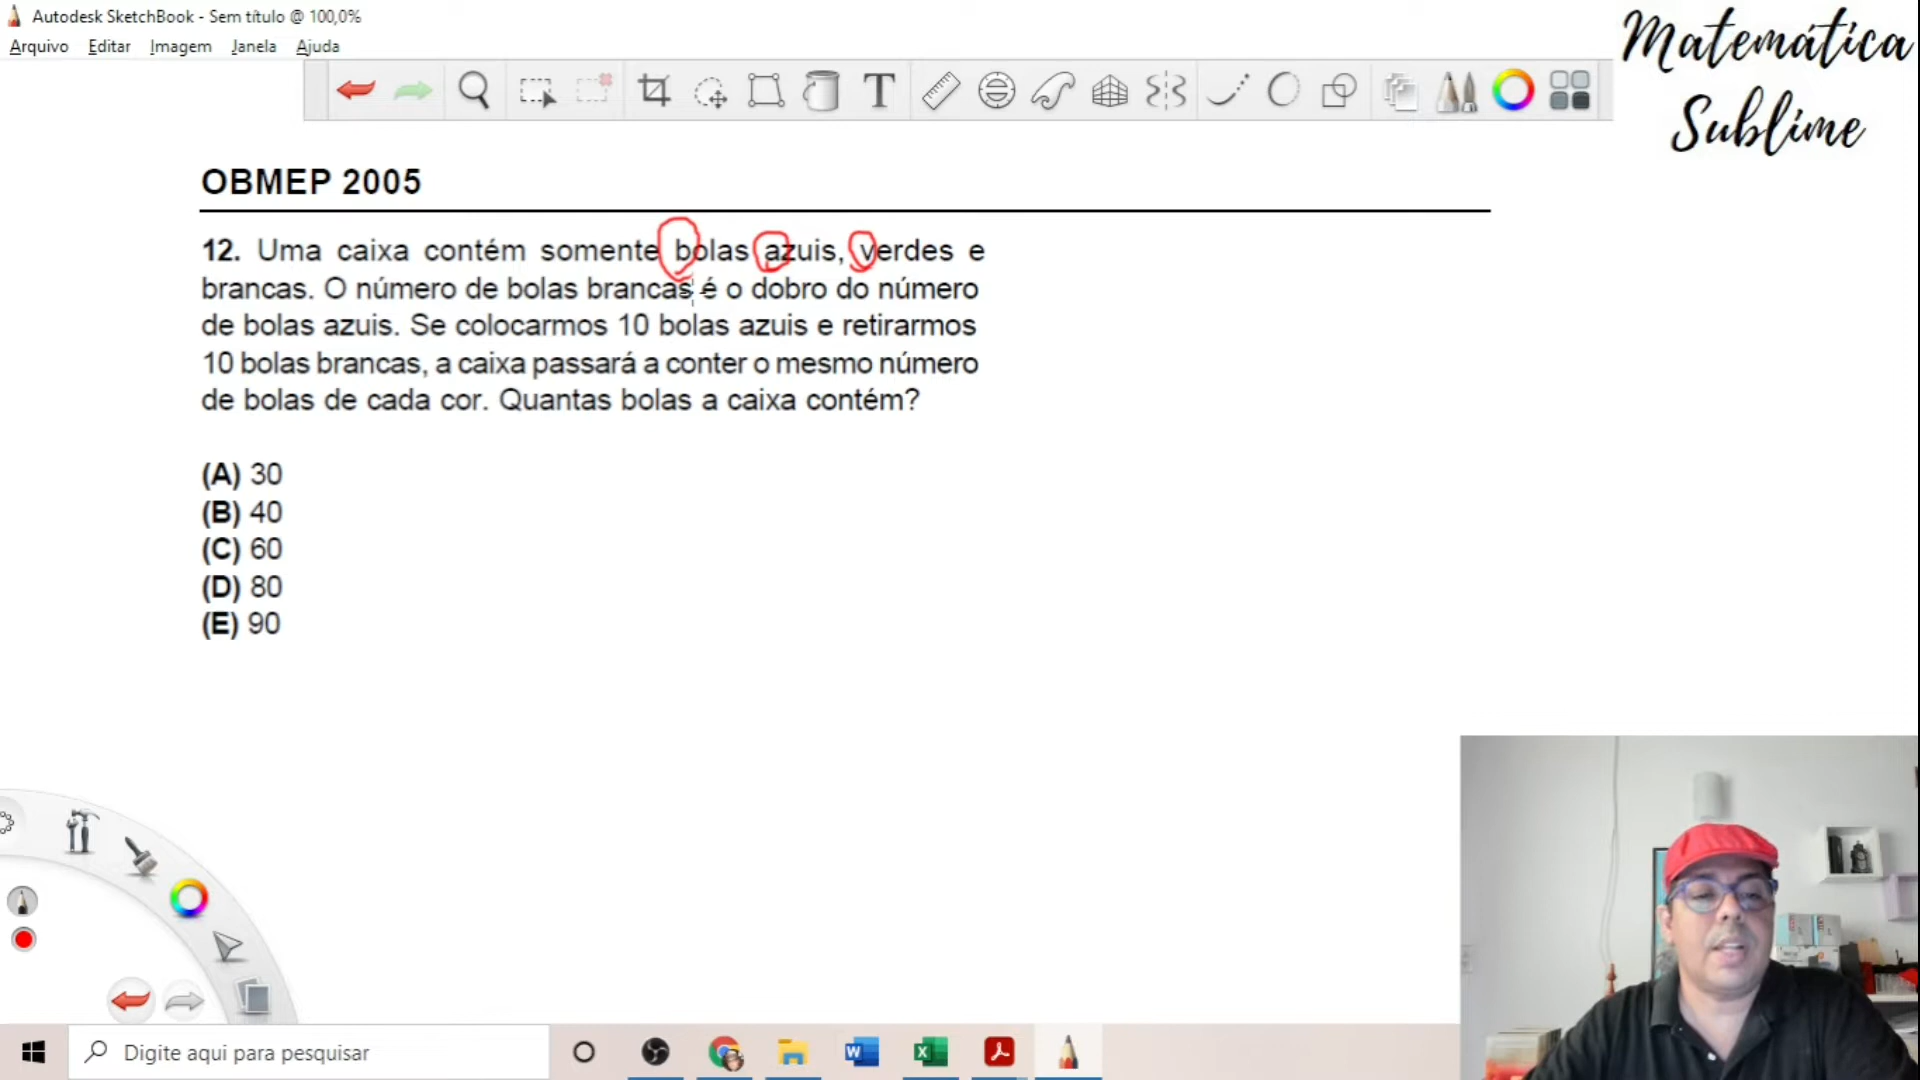 Autodesk SketchBook - Sem título @ 100,0%
Arquivo Editar Imagem Janela Ajuda
Matemática
Sublime
T
OBMEP 2005
12. Uma caixa contém somente bolas azuis, verdes e
brancas. O número de bolas brancas é o dobro do número
de bolas azuis. Se colocarmos 10 bolas azuis e retirarmos
10 bolas brancas, a caixa passará a conter o mesmo número
de bolas de cada cor. Quantas bolas a caixa contém?
(A) 30
(B) 40
(C) 60
(D) 80
(E) 90
Digite aqui para pesquisar